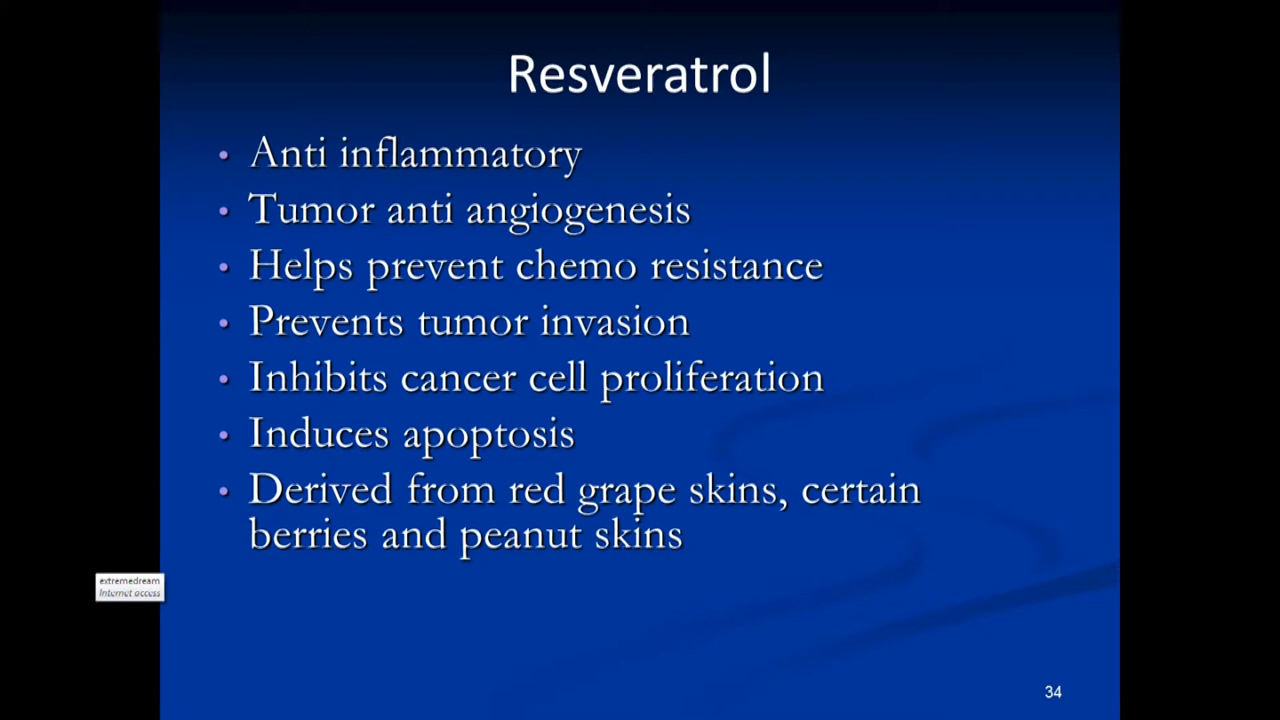 Resveratrol
• Anti inflammatory
• Tumor anti angiogenesis
• Helps prevent chemo resistance
• Prevents tumor invasion
• Inhibits cancer cell proliferation
• Induces apoptosis
• Derived from red grape skins, certain
berries and peanut skins
extremedream
Internet access
34